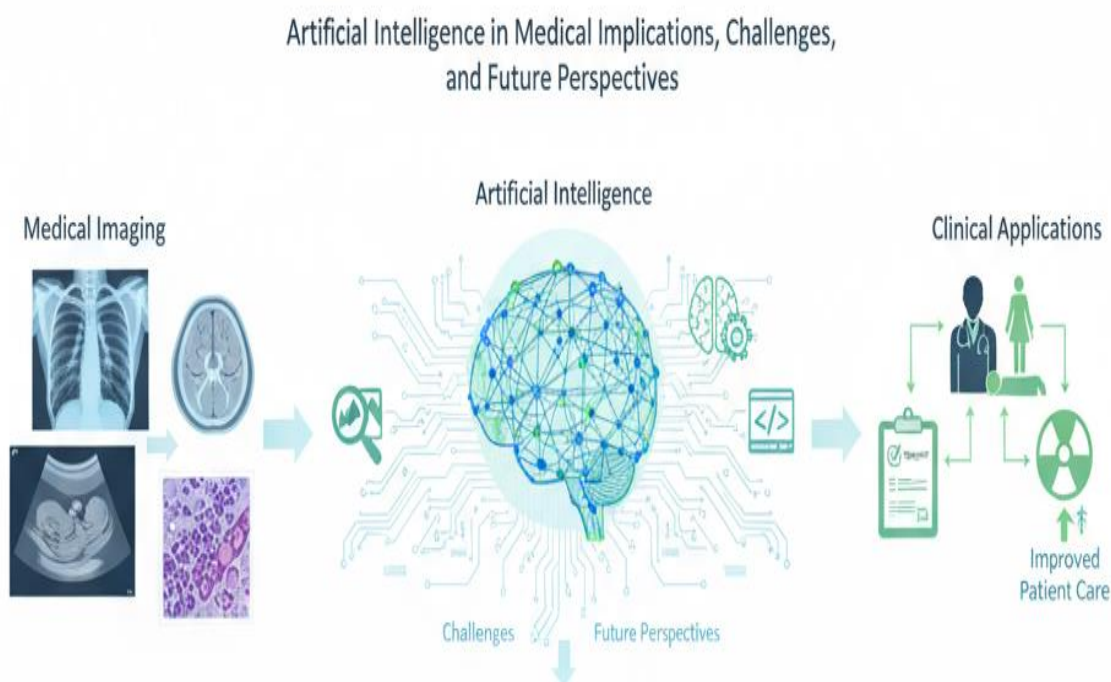 Artificial Intelligence in Medical Implications, Challenges,
and Future Perspectives
Artificial Intelligence
Medical Imaging
Clinical Applications
</>
Improved
Patient Care
Challenges
Future Perspectives